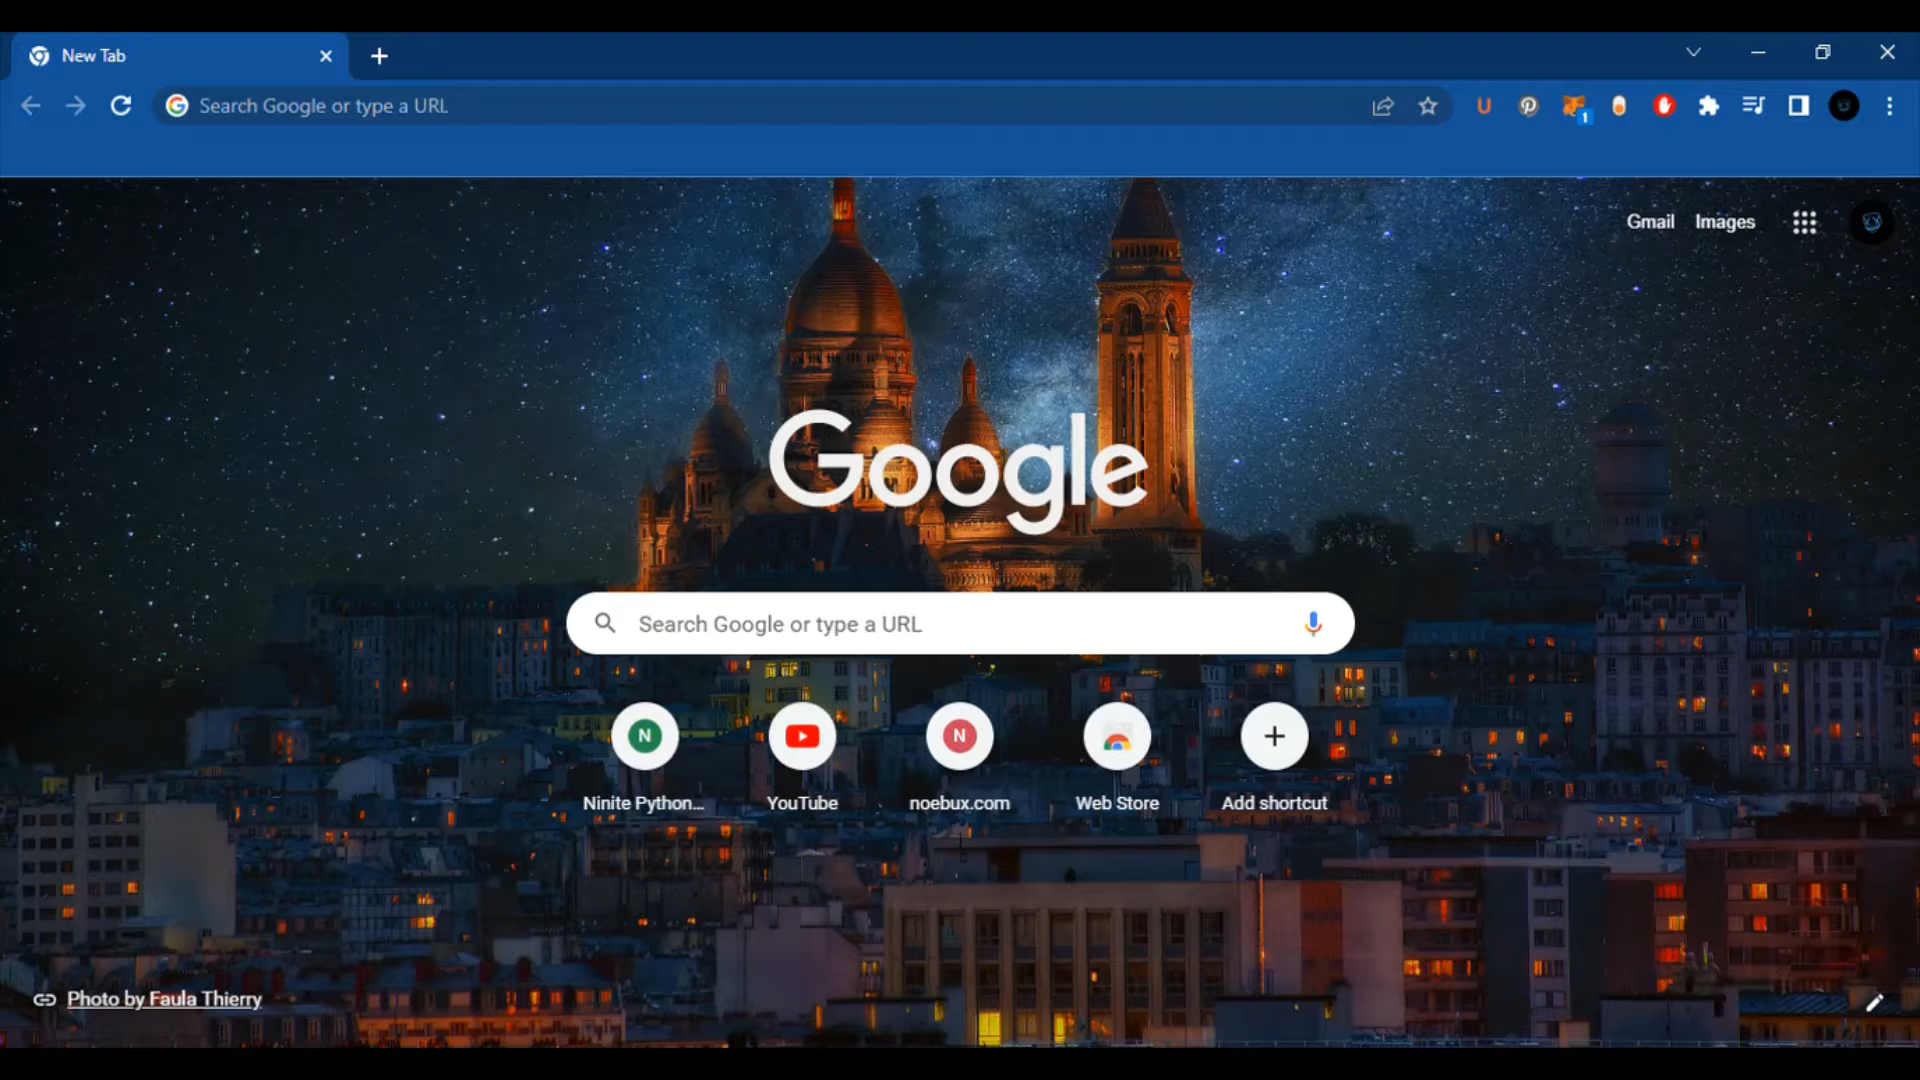 New Tab
Search Google or type a URL
1
Gmail Images
Google
Search Google or type a URL
N N
Ninite Python... YouTube noebux.com Web Store Add shortcut
Photo by Faula Thierry